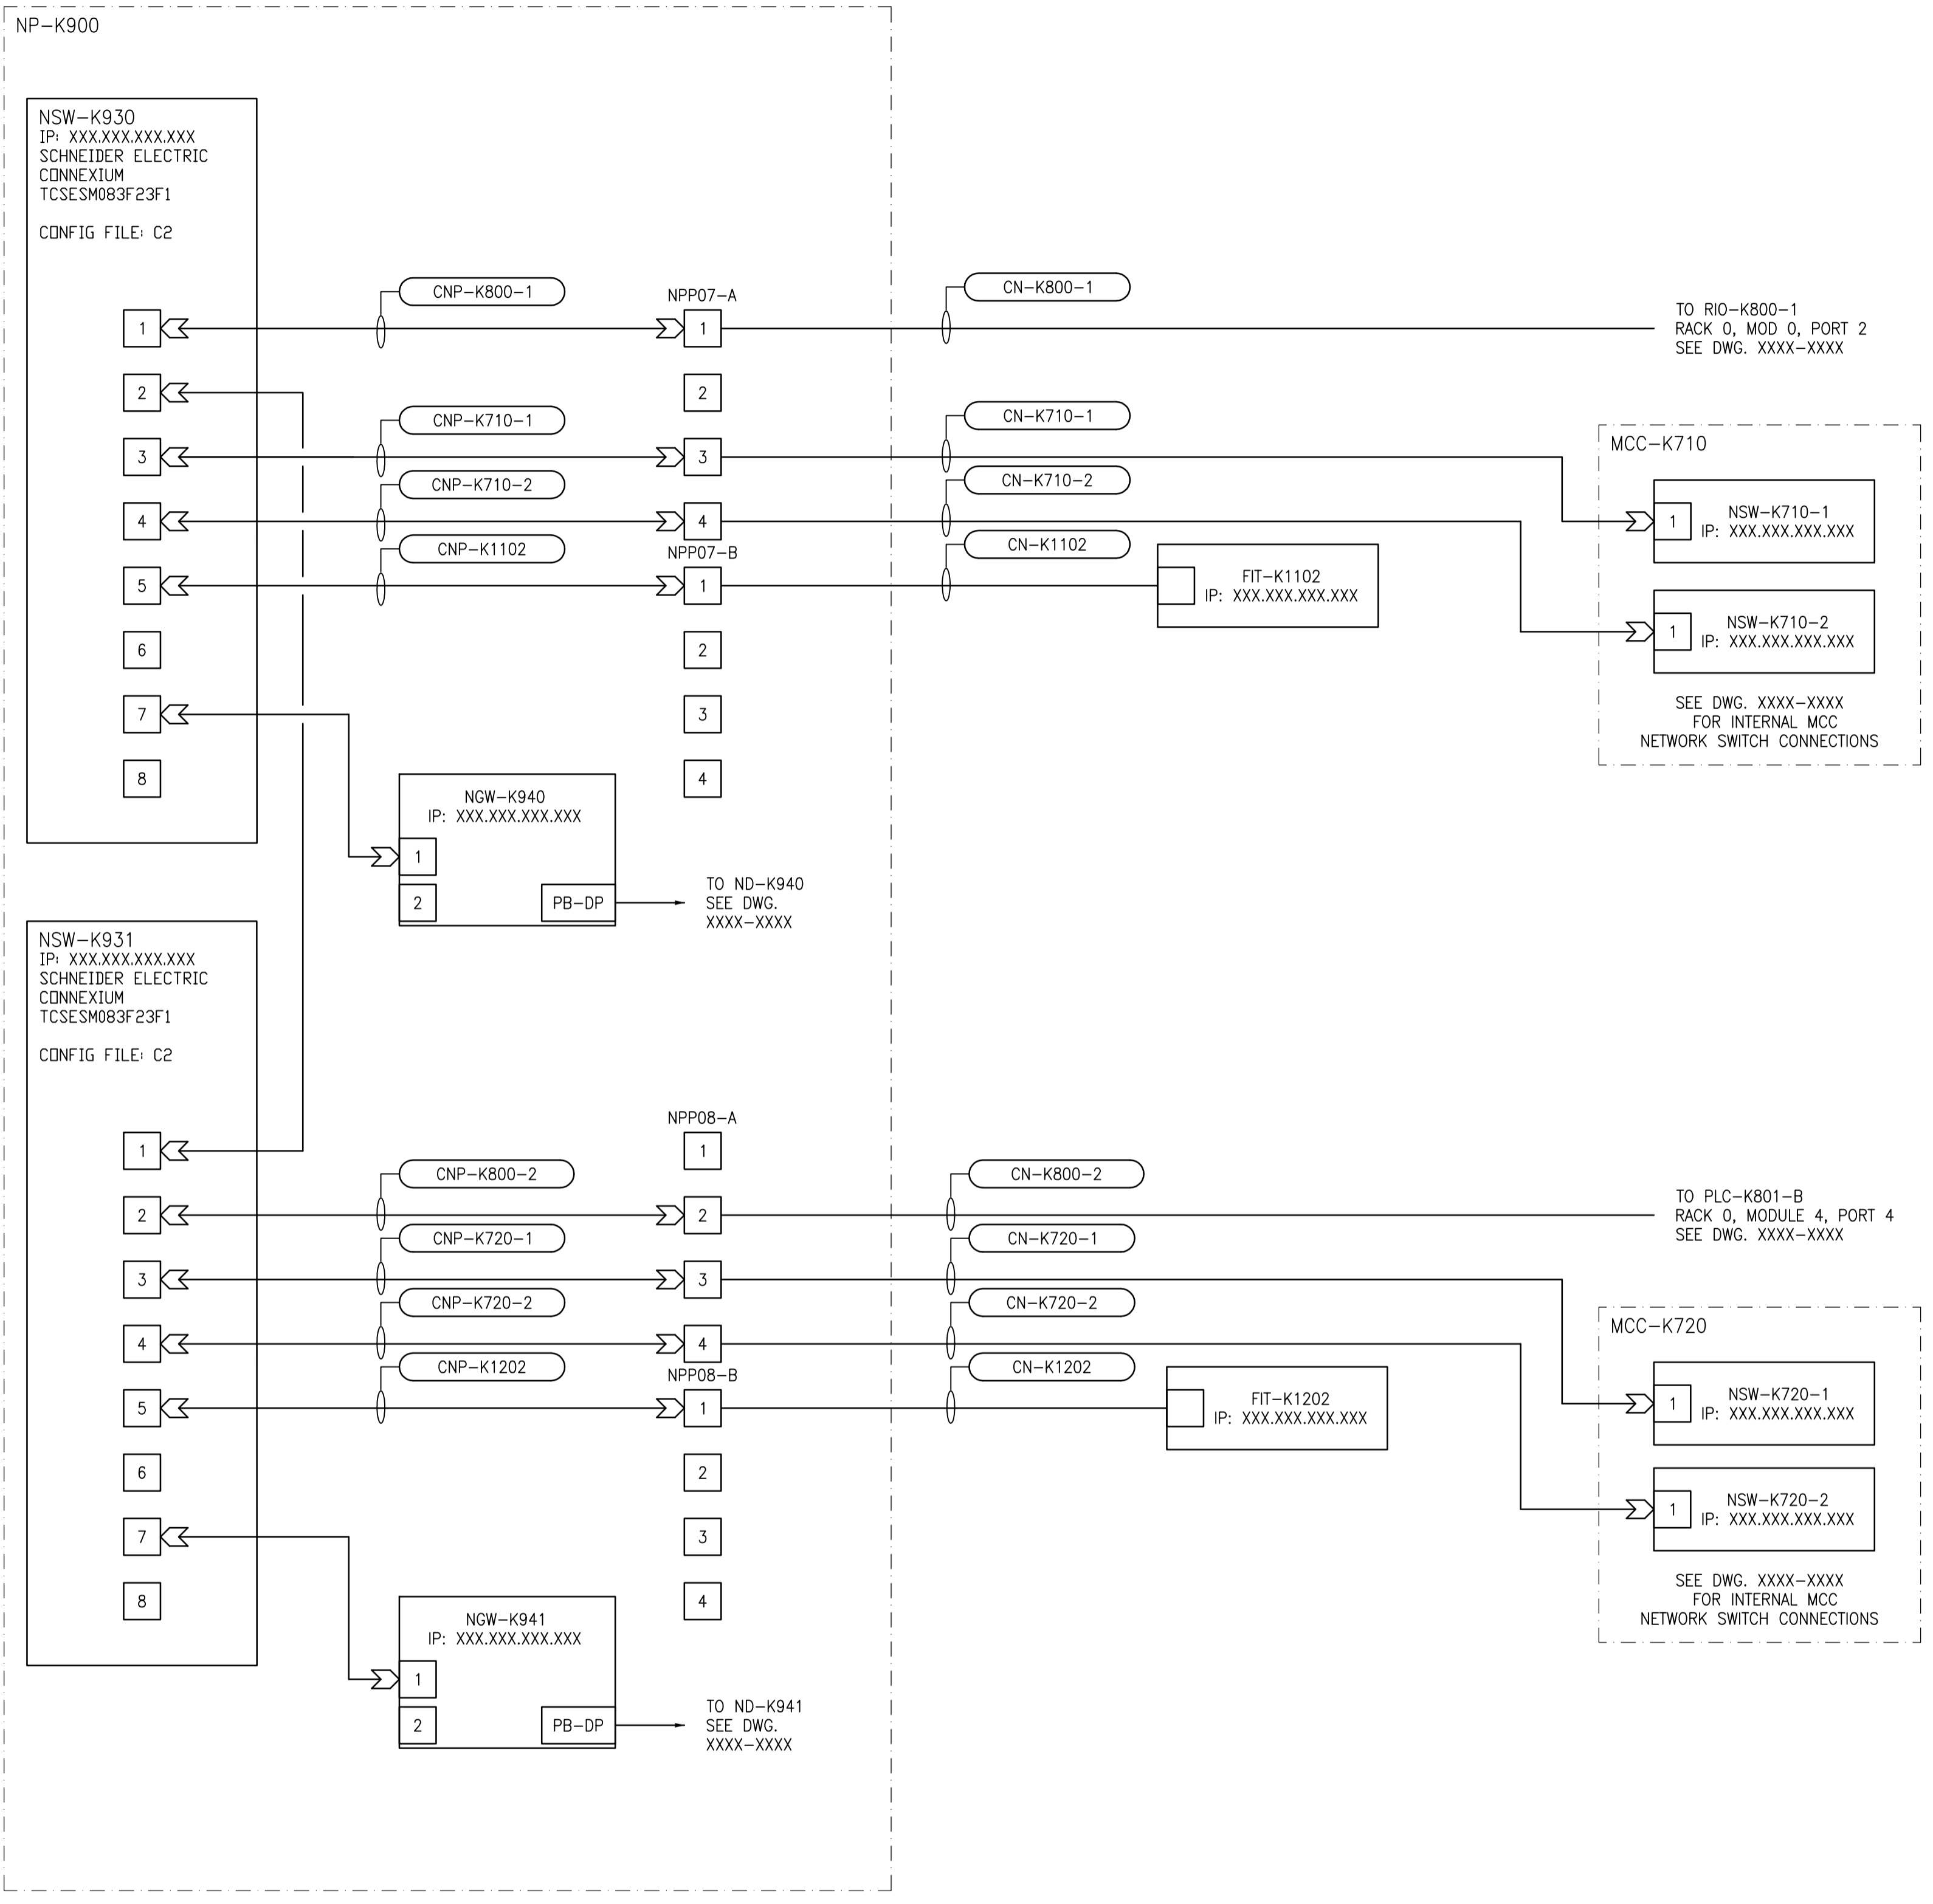 NP-K900
NSW-K930
IP: XXX.XXX.XXX.XXX
SCHNEIDER ELECTRIC
CONNEXIUM
TCSESM083F23F1
CONFIG FILE: C2
CNP-K800-1
NPP07-A
CN-K800-1
1
1
TO RIO-K800-1
RACK 0, MOD 0, PORT 2
SEE DWG. XXXX-XXXX
2
2
CNP-K710-1
CN-K710-1
3
3
CNP-K710-2
CN-K710-2
4
4
CNP-K1102
NPP07-B
CN-K1102
5
1
FIT-K1102
IP: XXX.XXX.XXX.XXX
MCC-K710
1
NSW-K710-1
IP: XXX.XXX.XXX.XXX
1
NSW-K710-2
IP: XXX.XXX.XXX.XXX
SEE DWG. XXXX-XXXX
FOR INTERNAL MCC
NETWORK SWITCH CONNECTIONS
6
2
7
3
8
4
NGW-K940
IP: XXX.XXX.XXX.XXX
1
2
PB-DP
TO ND-K940
SEE DWG.
XXXX-XXXX
NSW-K931
IP: XXX.XXX.XXX.XXX
SCHNEIDER ELECTRIC
CONNEXIUM
TCSESM083F23F1
CONFIG FILE: C2
NPP08-A
1
1
CNP-K800-2
CN-K800-2
2
2
TO PLC-K801-B
RACK 0, MODULE 4, PORT 4
SEE DWG. XXXX-XXXX
CNP-K720-1
CN-K720-1
3
3
CNP-K720-2
CN-K720-2
4
4
CNP-K1202
NPP08-B
CN-K1202
5
1
FIT-K1202
IP: XXX.XXX.XXX.XXX
MCC-K720
1
NSW-K720-1
IP: XXX.XXX.XXX.XXX
1
NSW-K720-2
IP: XXX.XXX.XXX.XXX
SEE DWG. XXXX-XXXX
FOR INTERNAL MCC
NETWORK SWITCH CONNECTIONS
6
2
7
3
8
4
NGW-K941
IP: XXX.XXX.XXX.XXX
1
2
PB-DP
TO ND-K941
SEE DWG.
XXXX-XXXX